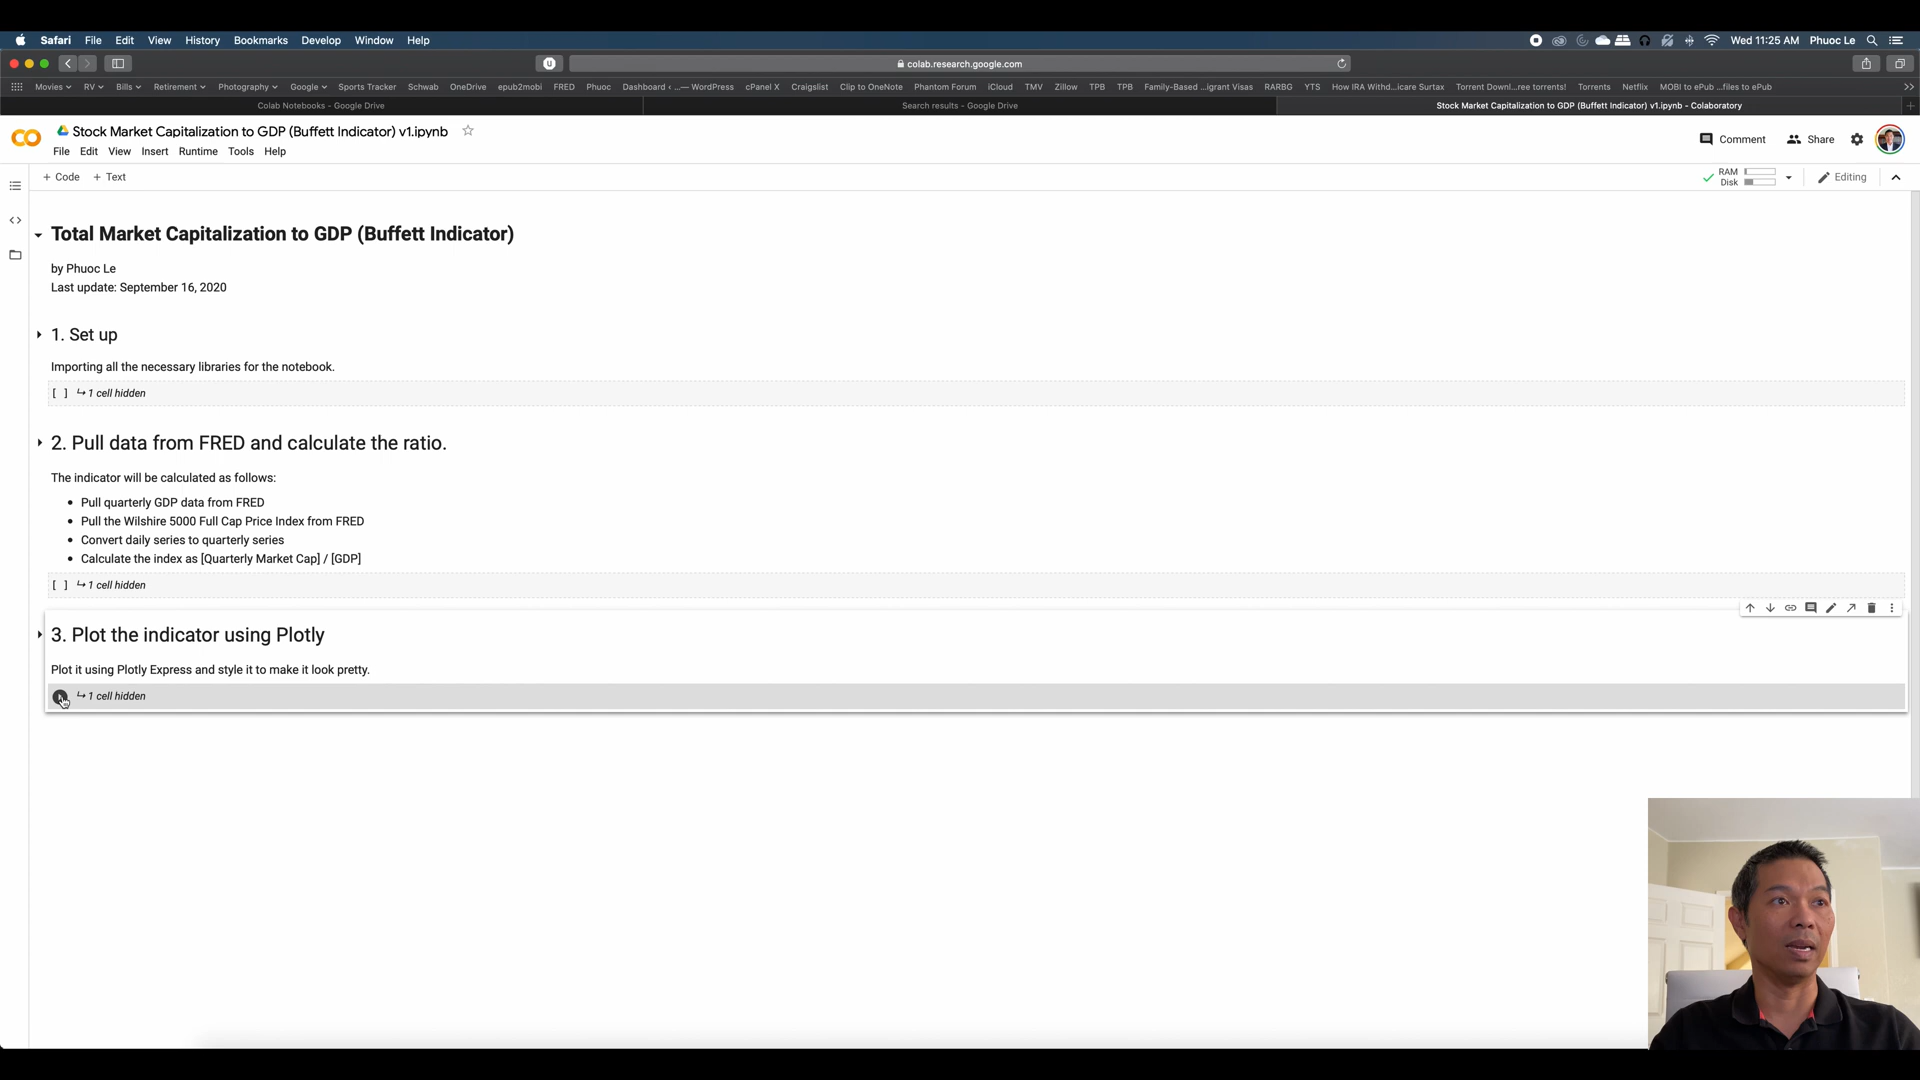 Safari File Edit View History Bookmarks Develop Window Help Wed 11:25 AM Phuoc Le
colab.research.google.com
Movies RV Bills Retirement Photography Google Sports Tracker Schwab OneDrive epub2mobi FRED Phuoc Dashboard ‹ ...— WordPress cPanel X Craigslist Clip to OneNote Phantom Forum iCloud TMV Zillow TPB TPB Family-Based ...igrant Visas RARBG YTS How IRA Withd...icare Surtax Torrent Downl...ree torrents! Torrents Netflix MOBI to ePub ...files to ePub
Colab Notebooks - Google Drive Search results - Google Drive Stock Market Capitalization to GDP (Buffett Indicator) v1.ipynb - Colaboratory
Stock Market Capitalization to GDP (Buffett Indicator) v1.ipynb
Comment Share
File Edit View Insert Runtime Tools Help
+ Code + Text RAM Disk Editing
Total Market Capitalization to GDP (Buffett Indicator)
by Phuoc Le
Last update: September 16, 2020
1. Set up
Importing all the necessary libraries for the notebook.
[ ] ↳ 1 cell hidden
2. Pull data from FRED and calculate the ratio.
The indicator will be calculated as follows:
• Pull quarterly GDP data from FRED
• Pull the Wilshire 5000 Full Cap Price Index from FRED
• Convert daily series to quarterly series
• Calculate the index as [Quarterly Market Cap] / [GDP]
[ ] ↳ 1 cell hidden
3. Plot the indicator using Plotly
Plot it using Plotly Express and style it to make it look pretty.
↳ 1 cell hidden